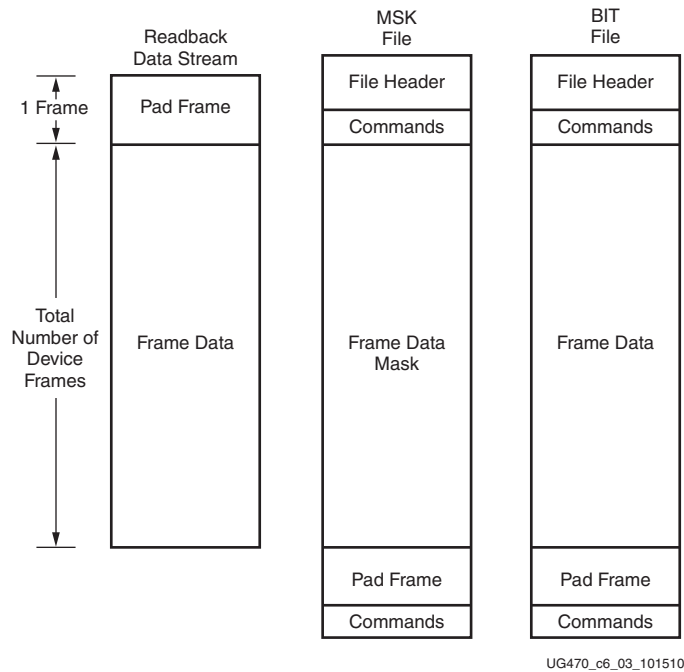 Readback
Data Stream
MSK
File
BIT
File
1 Frame
Pad Frame
File Header
File Header
Commands
Commands
Total
Number of
Device
Frames
Frame Data
Frame Data
Mask
Frame Data
Pad Frame
Pad Frame
Commands
Commands
UG470_c6_03_101510